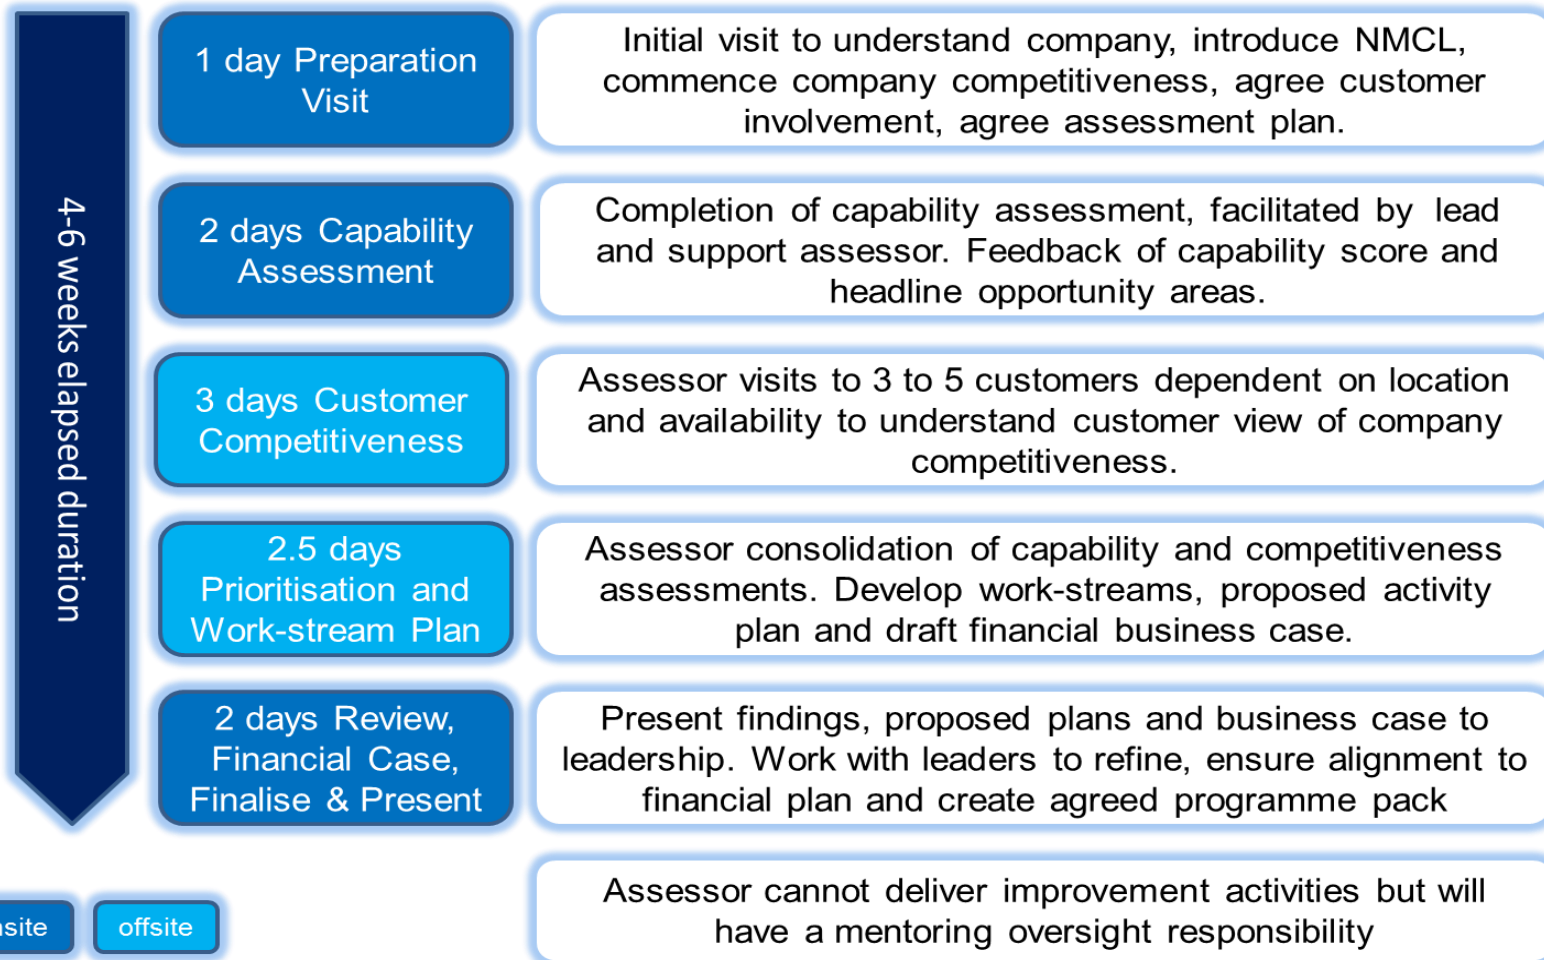 4-6 weeks elapsed duration
1 day Preparation
Visit
Initial visit to understand company, introduce NMCL,
commence company competitiveness, agree customer
involvement, agree assessment plan.
2 days Capability
Assessment
Completion of capability assessment, facilitated by lead
and support assessor. Feedback of capability score and
headline opportunity areas.
3 days Customer
Competitiveness
Assessor visits to 3 to 5 customers dependent on location
and availability to understand customer view of company
competitiveness.
2.5 days
Prioritisation and
Work-stream Plan
Assessor consolidation of capability and competitiveness
assessments. Develop work-streams, proposed activity
plan and draft financial business case.
2 days Review,
Financial Case,
Finalise & Present
Present findings, proposed plans and business case to
leadership. Work with leaders to refine, ensure alignment to
financial plan and create agreed programme pack
Assessor cannot deliver improvement activities but will
have a mentoring oversight responsibility
offsite